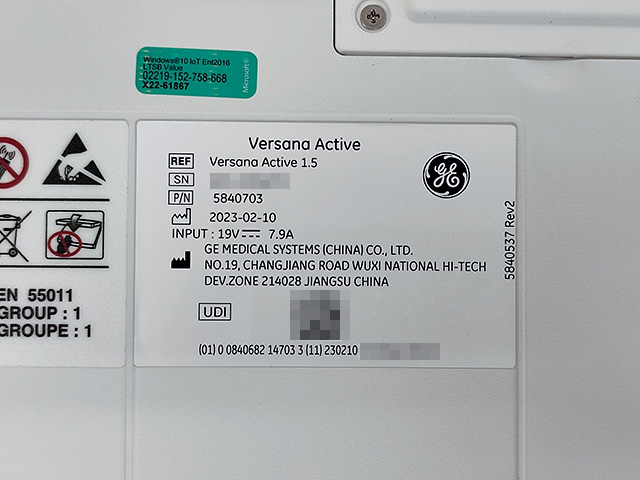 Windows®10 IoT Ent2016
LTSB Value
02219-152-758-668
X22-61867
Microsoft®
EN 55011
GROUP : 1
GROUPE : 1
Versana Active
REF Versana Active 1.5
SN
P/N 5840703
2023-02-10
INPUT : 19V 7.9A
GE MEDICAL SYSTEMS (CHINA) CO., LTD.
NO.19, CHANGJIANG ROAD WUXI NATIONAL HI-TECH
DEV.ZONE 214028 JIANGSU CHINA
UDI
(01) 0 0840682 14703 3 (11) 230210
GE
5840537 Rev2